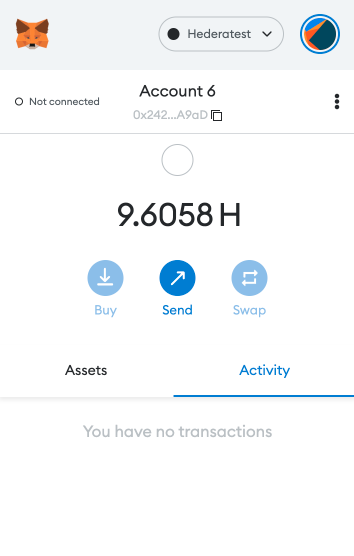 Hederatest
Not connected
Account 6
0x242...A9aD
9.6058 H
Buy
Send
Swap
Assets
Activity
You have no transactions